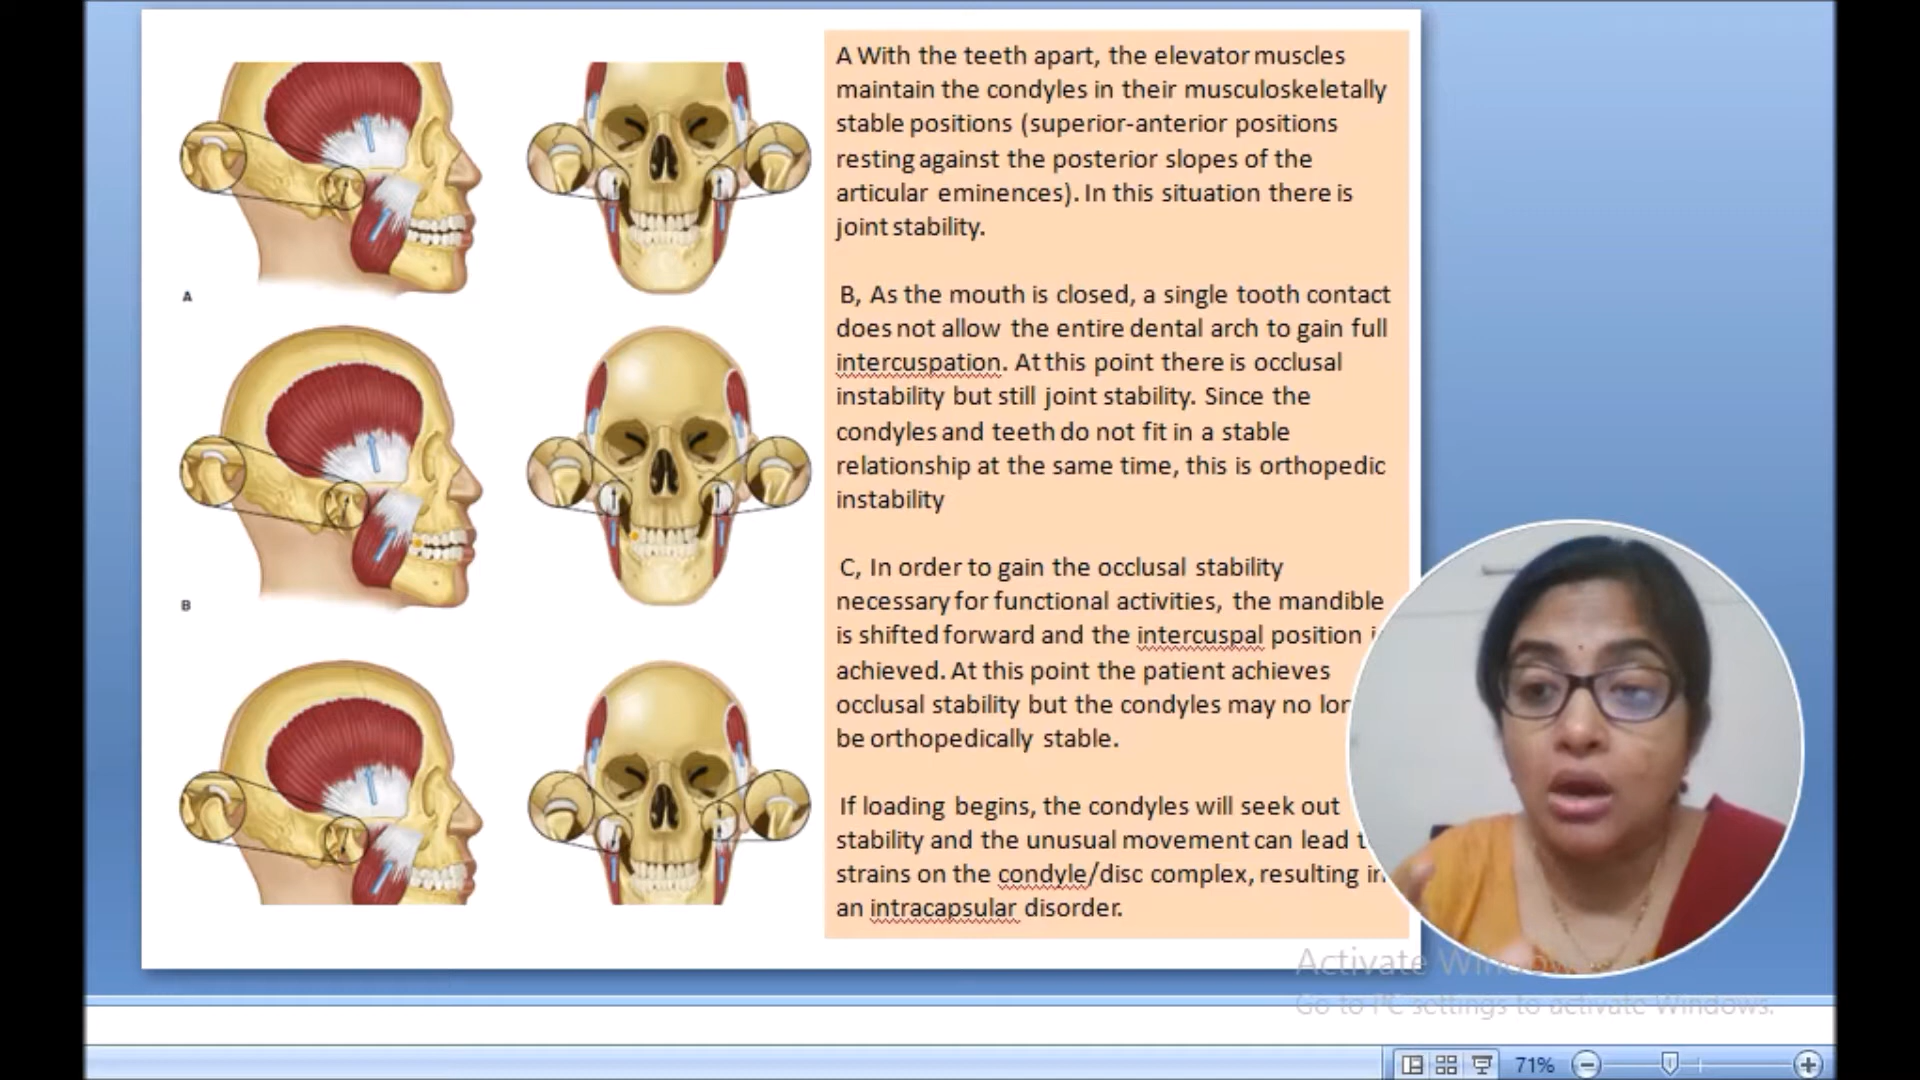 A With the teeth apart, the elevator muscles
maintain the condyles in their musculoskeletally
stable positions (superior-anterior positions
resting against the posterior slopes of the
articular eminences). In this situation there is
joint stability.
A
B, As the mouth is closed, a single tooth contact
does not allow the entire dental arch to gain full
intercuspation. At this point there is occlusal
instability but still joint stability. Since the
condyles and teeth do not fit in a stable
relationship at the same time, this is orthopedic
instability
B
C, In order to gain the occlusal stability
necessary for functional activities, the mandible
is shifted forward and the intercuspal position
achieved. At this point the patient achieves
occlusal stability but the condyles may no
be orthopedically stable.
If loading begins, the condyles will seek out
stability and the unusual movement can lead
strains on the condyle/disc complex, resulting in
an intracapsular disorder.
Activate Windows
Go to PC settings to activate Windows.
71%